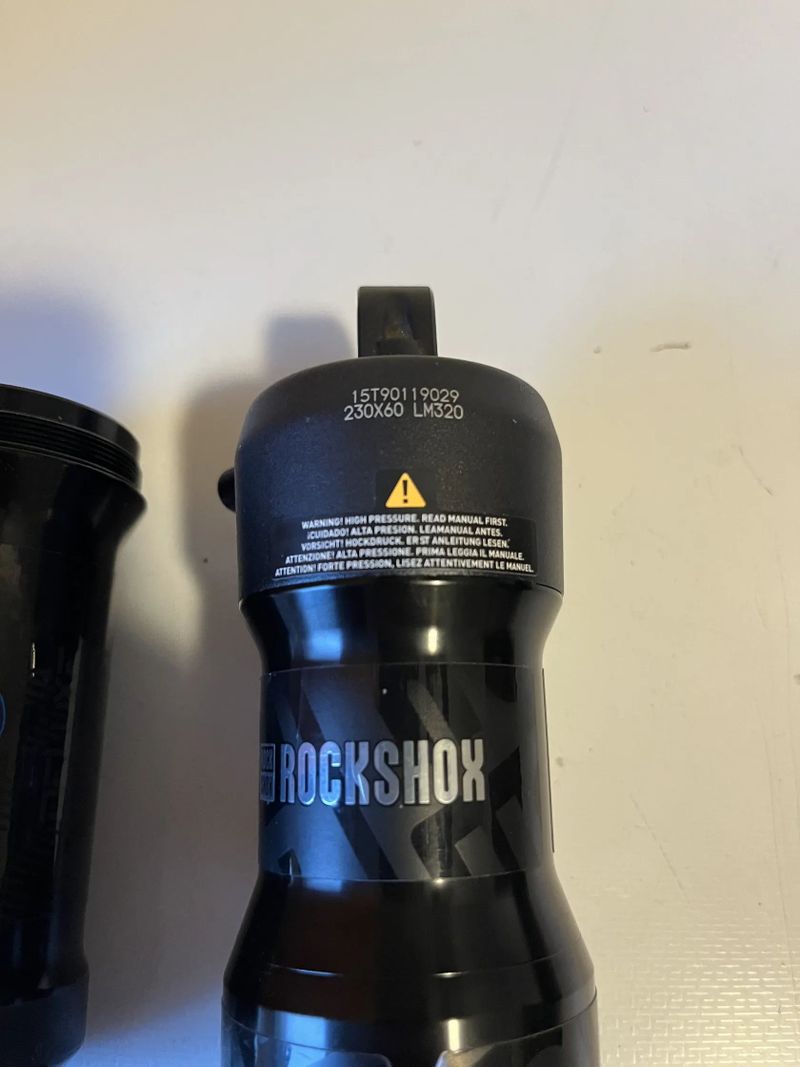 15T90119029
230X60 LM320
WARNING! HIGH PRESSURE. READ MANUAL FIRST.
¡CUIDADO! ALTA PRESION. LEAMANUAL ANTES.
VORSICHT! HOCKDRUCK. ERST ANLEITUNG LESEN.
ATTENZIONE! ALTA PRESSIONE. PRIMA LEGGIA IL MANUALE.
ATTENTION! FORTE PRESSION, LISEZ ATTENTIVEMENT LE MANUEL.
ROCKSHOX